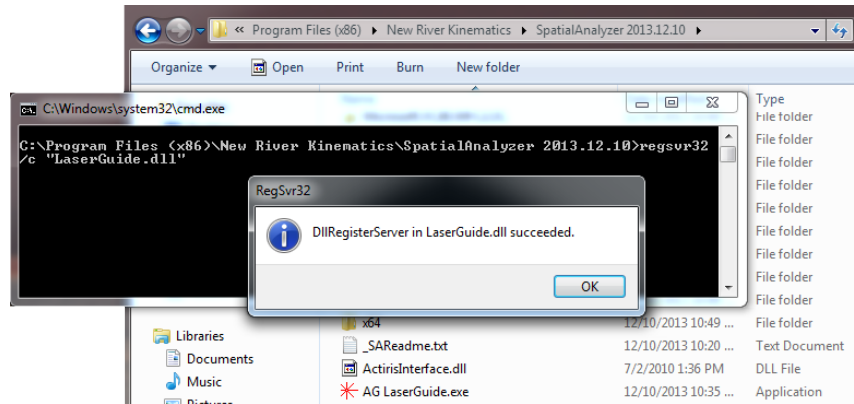 « Program Files (x86) ▸ New River Kinematics ▸ SpatialAnalyzer 2013.12.10 ▸
Organize ▾ Open Print Burn New folder
C:\Windows\system32\cmd.exe
Type
File folder
C:\Program Files (x86)\New River Kinematics\SpatialAnalyzer 2013.12.10>regsvr32
/c "LaserGuide.dll"
File folder
File folder
RegSvr32
File folder
File folder
DllRegisterServer in LaserGuide.dll succeeded.
File folder
File folder
OK
File folder
File folder
x64 12/10/2013 10:49 ... File folder
Libraries
_SAReadme.txt 12/10/2013 10:20 ... Text Document
Documents
ActirisInterface.dll 7/2/2010 1:36 PM DLL File
Music
AG LaserGuide.exe 12/10/2013 10:35 ... Application
Pictures